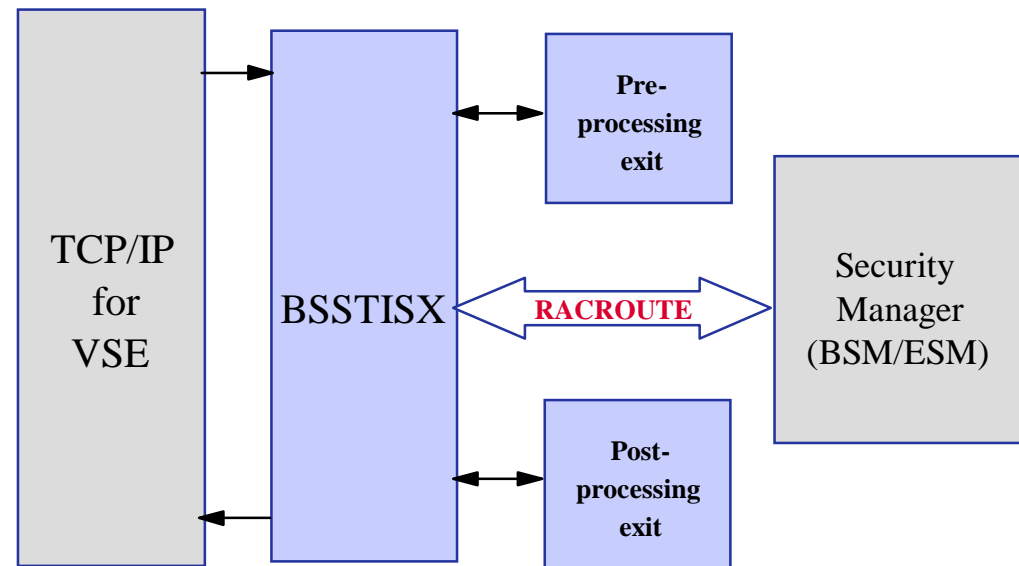 TCP/IP
for
VSE
BSSTISX
Pre-
processing
exit
RACROUTE
Post-
processing
exit
Security
Manager
(BSM/ESM)